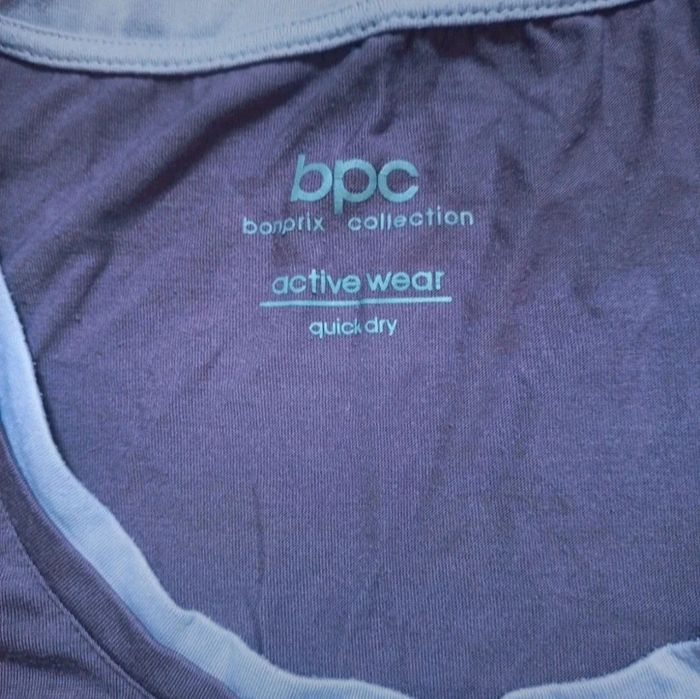 bpc
bonprix collection
active wear
quick dry